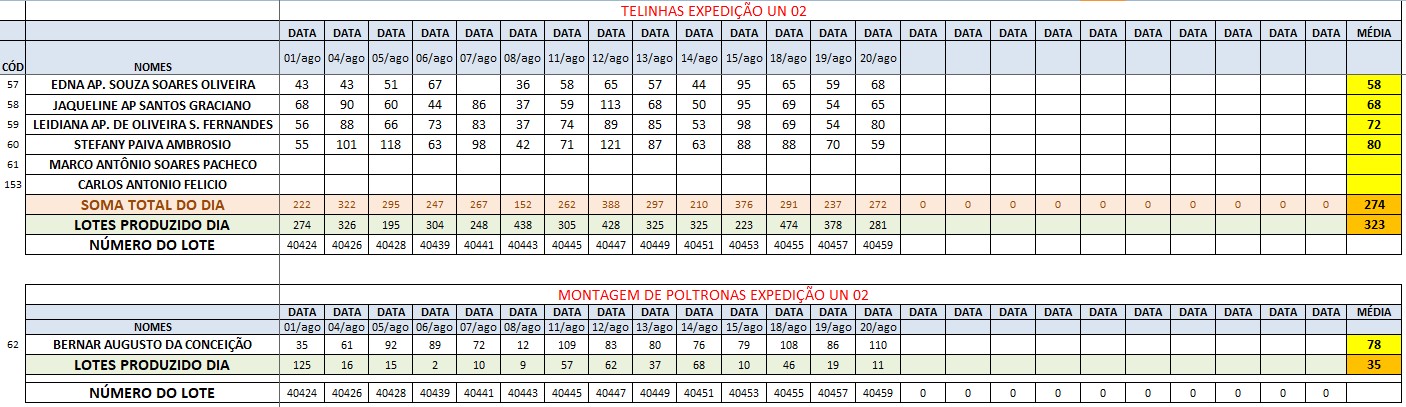 TELINHAS EXPEDIÇÃO UN 02
DATA DATA DATA DATA DATA DATA DATA DATA DATA DATA DATA DATA DATA DATA DATA DATA DATA DATA DATA DATA DATA DATA DATA MÉDIA
CÓD NOMES 01/ago 04/ago 05/ago 06/ago 07/ago 08/ago 11/ago 12/ago 13/ago 14/ago 15/ago 18/ago 19/ago 20/ago
57 EDNA AP. SOUZA SOARES OLIVEIRA 43 43 51 67 36 58 65 57 44 95 65 59 68 58
58 JAQUELINE AP SANTOS GRACIANO 68 90 60 44 86 37 59 113 68 50 95 69 54 65 68
59 LEIDIANA AP. DE OLIVEIRA S. FERNANDES 56 88 66 73 83 37 74 89 85 53 98 69 54 80 72
60 STEFANY PAIVA AMBROSIO 55 101 118 63 98 42 71 121 87 63 88 88 70 59 80
61 MARCO ANTÔNIO SOARES PACHECO
153 CARLOS ANTONIO FELICIO
SOMA TOTAL DO DIA 222 322 295 247 267 152 262 388 297 210 376 291 237 272 0 0 0 0 0 0 0 0 0 274
LOTES PRODUZIDO DIA 274 326 195 304 248 438 305 428 325 325 223 474 378 281 323
NÚMERO DO LOTE 40424 40426 40428 40439 40441 40443 40445 40447 40449 40451 40453 40455 40457 40459
MONTAGEM DE POLTRONAS EXPEDIÇÃO UN 02
DATA DATA DATA DATA DATA DATA DATA DATA DATA DATA DATA DATA DATA DATA DATA DATA DATA DATA DATA DATA DATA DATA DATA MÉDIA
NOMES 01/ago 04/ago 05/ago 06/ago 07/ago 08/ago 11/ago 12/ago 13/ago 14/ago 15/ago 18/ago 19/ago 20/ago
62 BERNAR AUGUSTO DA CONCEIÇÃO 35 61 92 89 72 12 109 83 80 76 79 108 86 110 78
LOTES PRODUZIDO DIA 125 16 15 2 10 9 57 62 37 68 10 46 19 11 35
NÚMERO DO LOTE 40424 40426 40428 40439 40441 40443 40445 40447 40449 40451 40453 40455 40457 40459 0 0 0 0 0 0 0 0 0